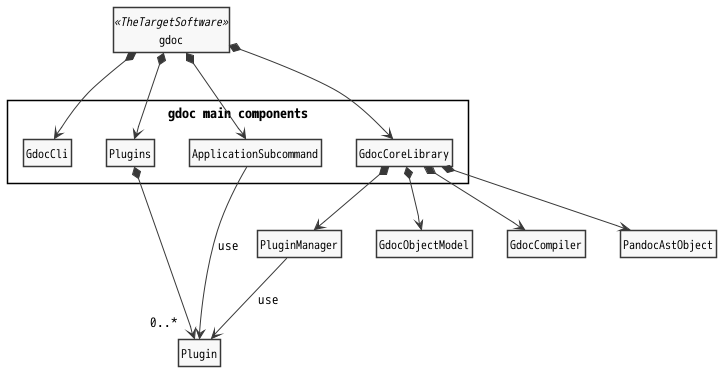 «TheTargetSoftware»
gdoc
gdoc main components
GdocCli
Plugins
ApplicationSubcommand
GdocCoreLibrary
PluginManager
GdocObjectModel
GdocCompiler
PandocAstObject
use
use
0..*
Plugin